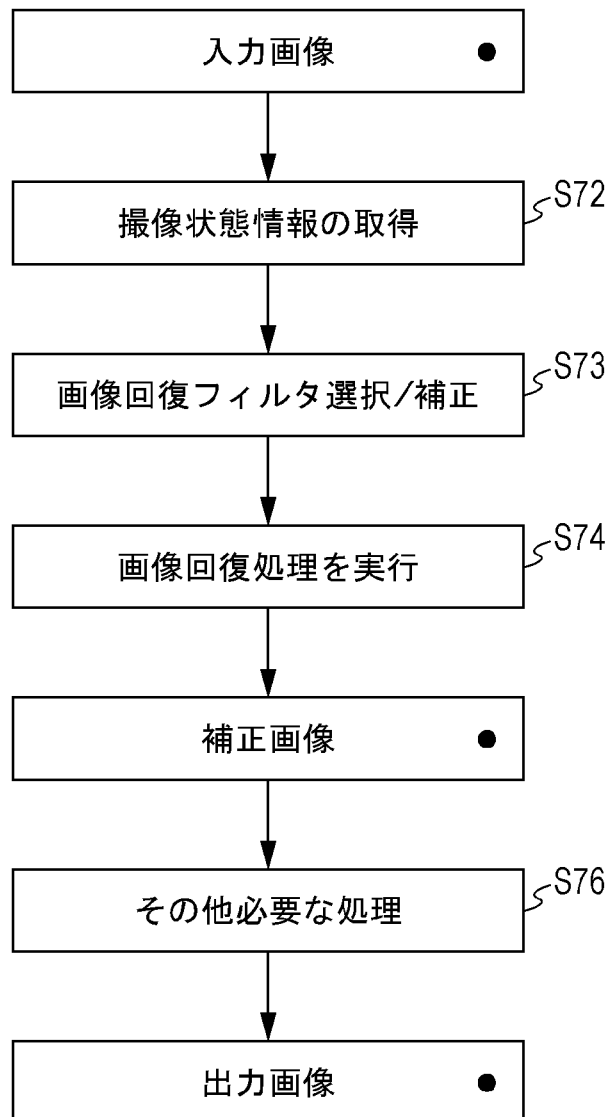 入力画像 ●
撮像状態情報の取得
S72
画像回復フィルタ選択/補正
S73
画像回復処理を実行
S74
補正画像 ●
その他必要な処理
S76
出力画像 ●